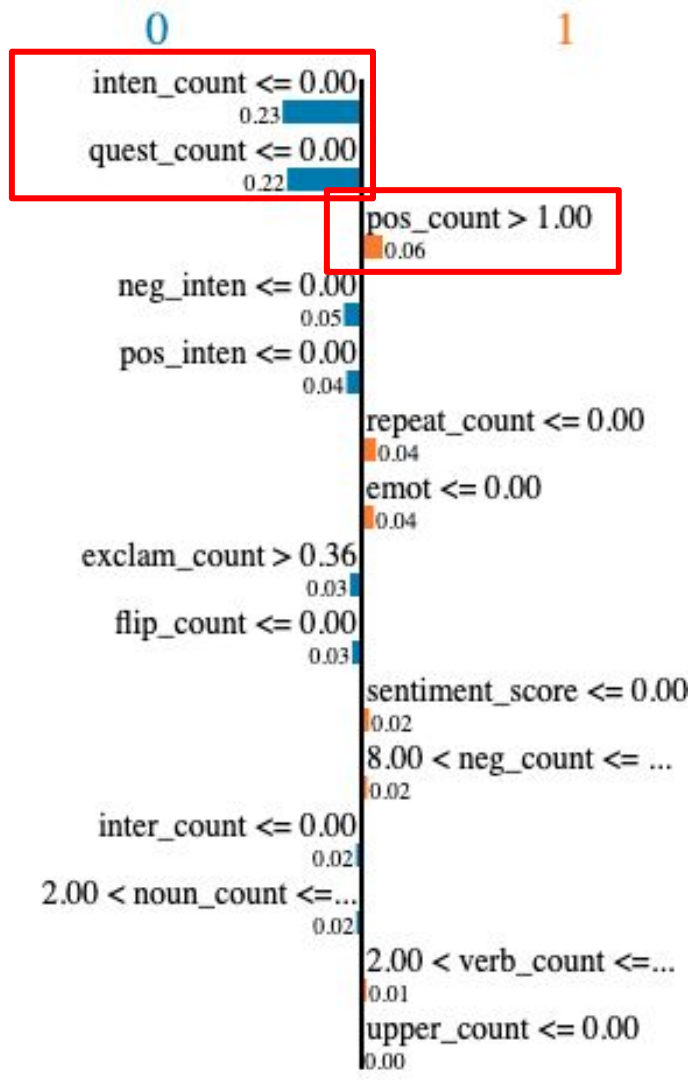 0 1
inten_count <= 0.00
0.23
quest_count <= 0.00
0.22
pos_count > 1.00
0.06
neg_inten <= 0.00
0.05
pos_inten <= 0.00
0.04
repeat_count <= 0.00
0.04
emot <= 0.00
0.04
exclam_count > 0.36
0.03
flip_count <= 0.00
0.03
sentiment_score <= 0.00
0.02
8.00 < neg_count <= ...
0.02
inter_count <= 0.00
0.02
2.00 < noun_count <=...
0.02
2.00 < verb_count <=...
0.01
upper_count <= 0.00
0.00